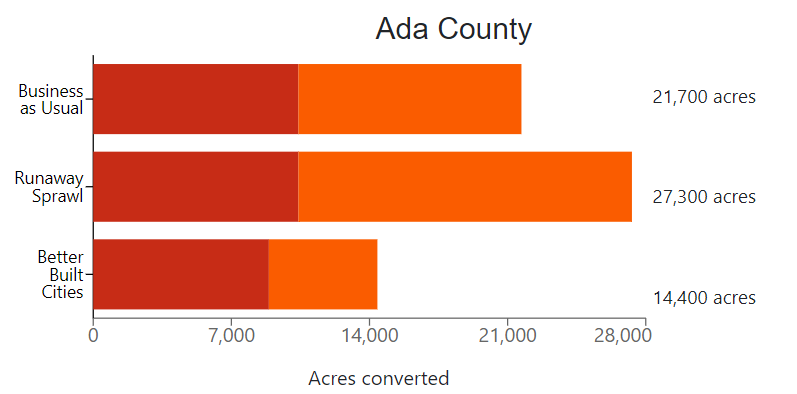 Ada County
Business
as Usual
21,700 acres
Runaway
Sprawl
27,300 acres
Better
Built
Cities
14,400 acres
0 7,000 14,000 21,000 28,000
Acres converted